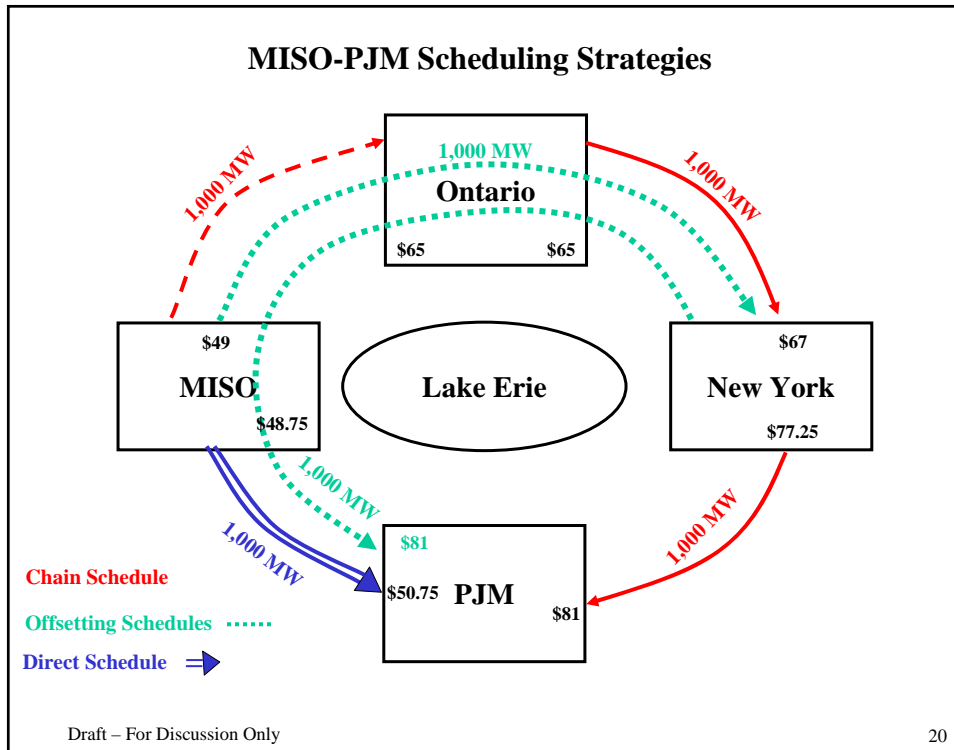 MISO-PJM Scheduling Strategies
1,000 MW
1,000 MW
Ontario
1,000 MW
$65
$65
$49
MISO
$48.75
Lake Erie
$67
New York
$77.25
1,000 MW
1,000 MW
1,000 MW
$81
$50.75
PJM
$81
Chain Schedule
Offsetting Schedules
Direct Schedule
Draft – For Discussion Only
20